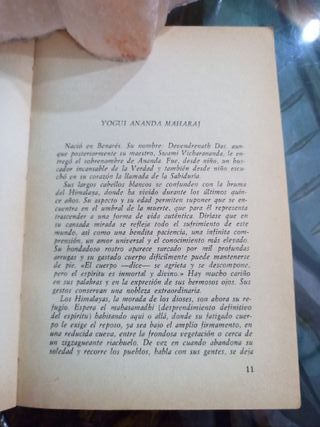 YOGUI ANANDA MAHARAJ
Nació en Benarés. Su nombre: Devendrenath Das, aun-
que posteriormente su maestro, Swami Vicharananda, le en-
tregó el sobrenombre de Ananda. Fue, desde niño, un bus-
cador incansable de la Verdad y también desde niño escu-
chó en su corazón la llamada de la Sabiduría.
Sus largos cabellos blancos se confunden con la bruma
del Himalaya, donde ha vivido durante los últimos quin-
ce años. Su aspecto y su edad permiten suponer que se en-
cuentra en el umbral de la muerte, que para él representa
trascender a una forma de vida auténtica. Diríase que en
su cansada mirada se refleja todo el sufrimiento de este
mundo, así como una bendita paciencia, una infinita com-
prensión, un amor universal y el conocimiento más elevado.
Su bondadoso rostro aparece surcado por mil profundas
arrugas y su gastado cuerpo difícilmente puede mantenerse
de pie. «El cuerpo —dice— se agrieta y se descompone,
pero el espíritu es inmortal y divino.» Hay mucho cariño
en sus palabras y en la expresión de sus hermosos ojos. Sus
gestos conservan una nobleza extraordinaria.
Los Himalayas, la morada de los dioses, son ahora su re-
fugio. Espera el mahasamadhi (desprendimiento definitivo
del espíritu) habitando aquí o allá, donde su fatigado cuer-
po le exige el reposo, ya sea bajo el amplio firmamento, en
una reducida cueva, entre la frondosa vegetación o cerca de
un zigzagueante riachuelo. De vez en cuando abandona su
soledad y recorre los pueblos, habla con sus gentes, se deja
11